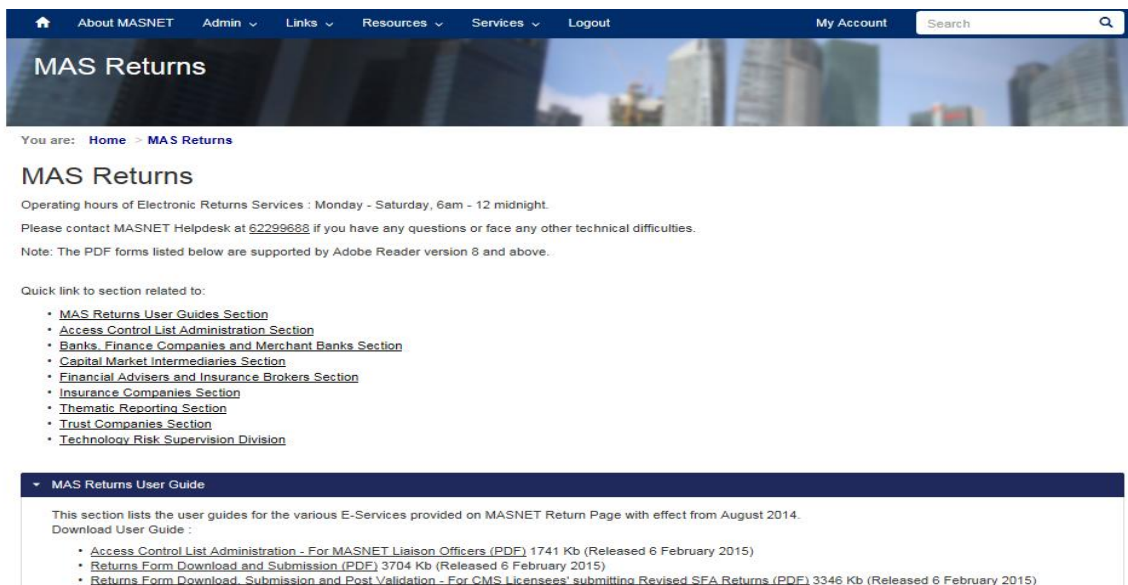 About MASNET Admin Links Resources Services Logout My Account Search
MAS Returns
You are: Home > MAS Returns
MAS Returns
Operating hours of Electronic Returns Services : Monday - Saturday, 6am - 12 midnight.
Please contact MASNET Helpdesk at 62299688 if you have any questions or face any other technical difficulties.
Note: The PDF forms listed below are supported by Adobe Reader version 8 and above.
Quick link to section related to:
• MAS Returns User Guides Section
• Access Control List Administration Section
• Banks, Finance Companies and Merchant Banks Section
• Capital Market Intermediaries Section
• Financial Advisers and Insurance Brokers Section
• Insurance Companies Section
• Thematic Reporting Section
• Trust Companies Section
• Technology Risk Supervision Division
MAS Returns User Guide
This section lists the user guides for the various E-Services provided on MASNET Return Page with effect from August 2014.
Download User Guide :
• Access Control List Administration - For MASNET Liaison Officers (PDF) 1741 Kb (Released 6 February 2015)
• Returns Form Download and Submission (PDF) 3704 Kb (Released 6 February 2015)
• Returns Form Download, Submission and Post Validation - For CMS Licensees' submitting Revised SFA Returns (PDF) 3346 Kb (Released 6 February 2015)